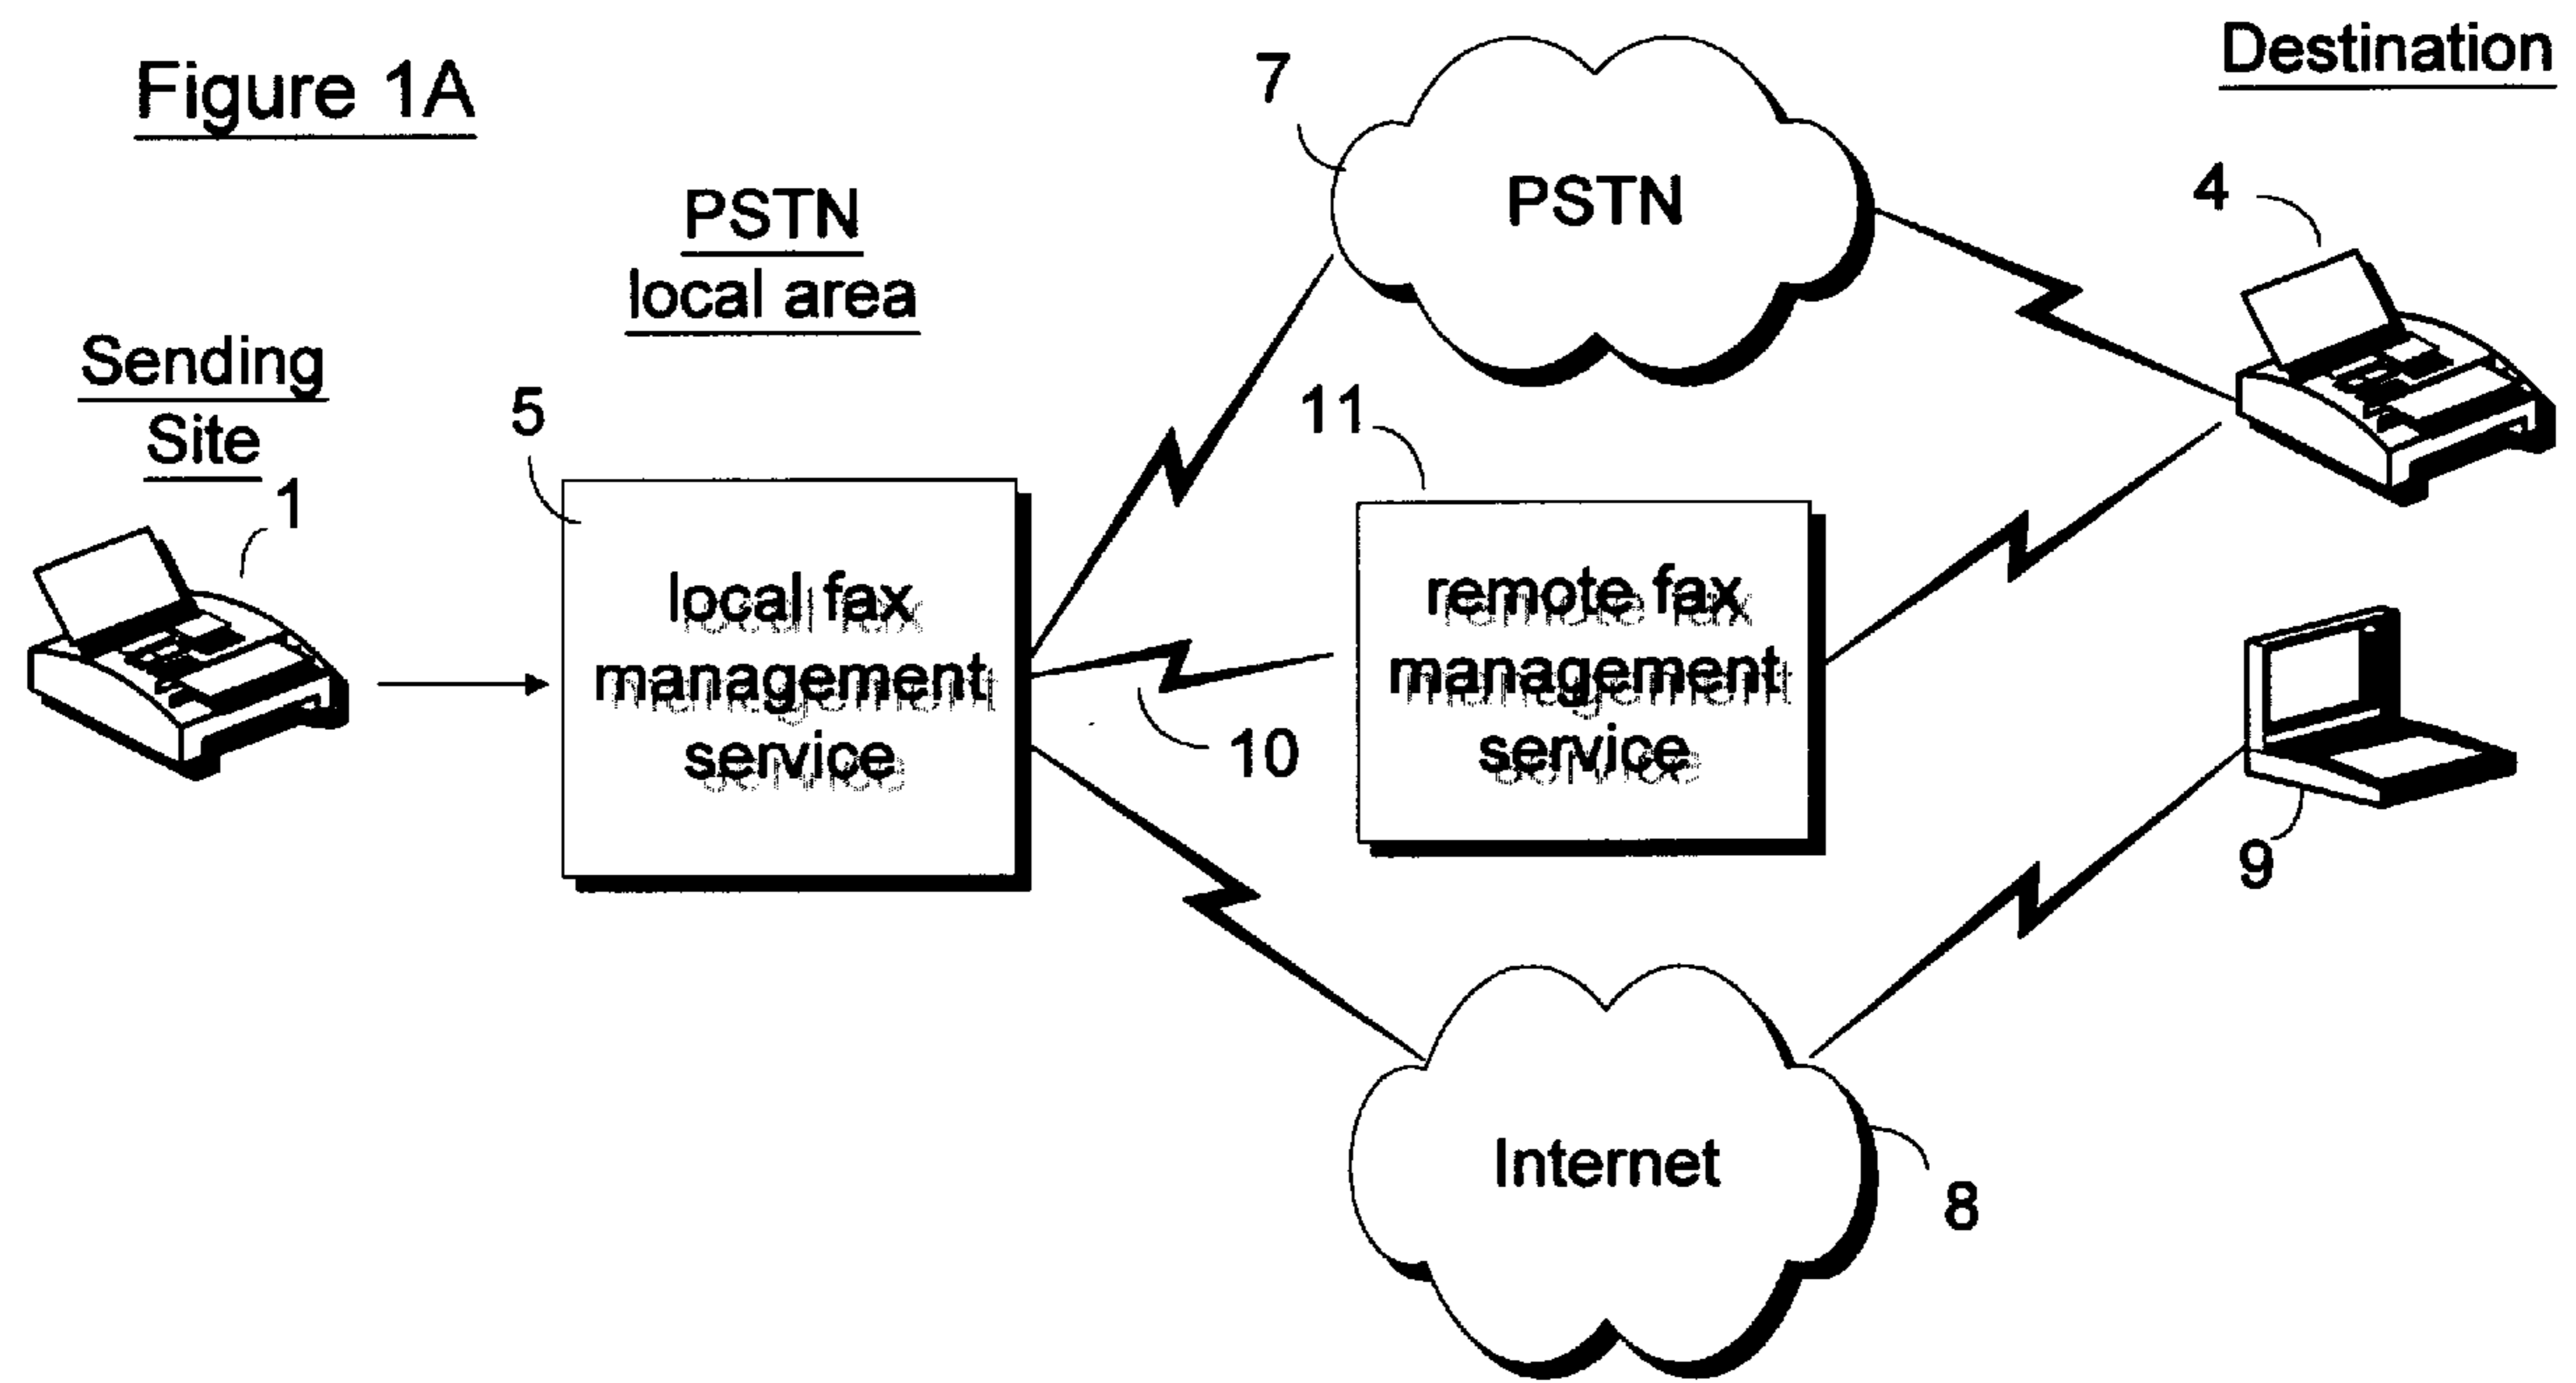 Figure 1A
Destination
7
PSTN
4
PSTN
local area
Sending
Site
1
5
11
local fax
management
service
remote fax
management
service
10
9
Internet
8